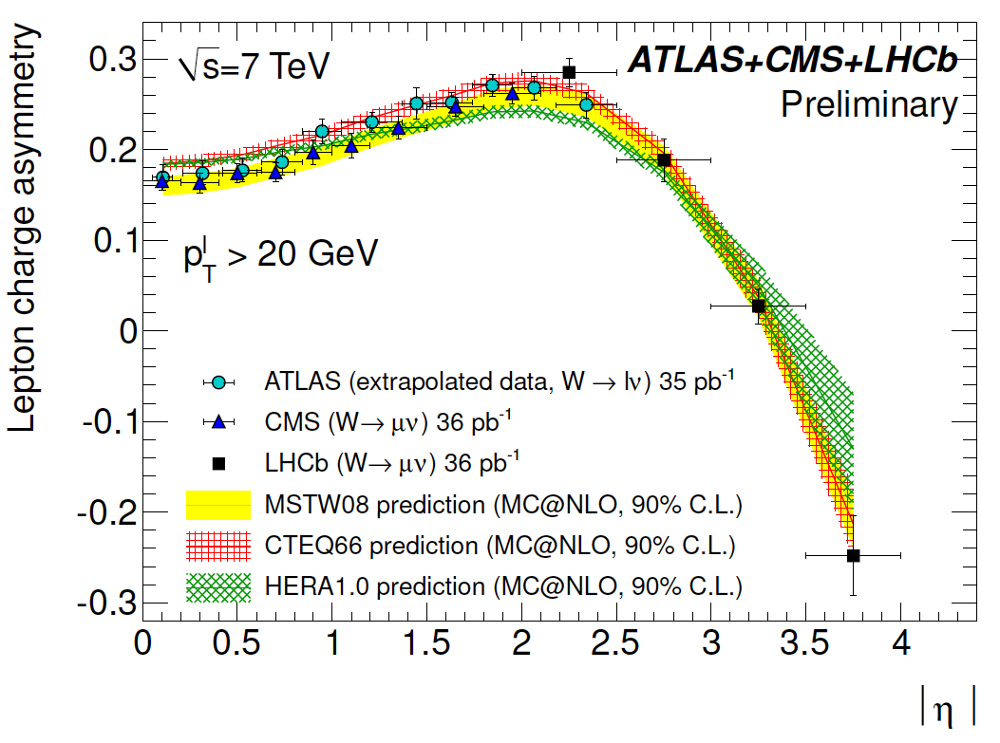 Lepton charge asymmetry
√s=7 TeV
ATLAS+CMS+LHCb
Preliminary
p_T^l > 20 GeV
0.3
0.2
0.1
0
-0.1
-0.2
-0.3
ATLAS (extrapolated data, W → lν) 35 pb⁻¹
CMS (W→ μν) 36 pb⁻¹
LHCb (W→ μν) 36 pb⁻¹
MSTW08 prediction (MC@NLO, 90% C.L.)
CTEQ66 prediction (MC@NLO, 90% C.L.)
HERA1.0 prediction (MC@NLO, 90% C.L.)
0 0.5 1 1.5 2 2.5 3 3.5 4
|η|